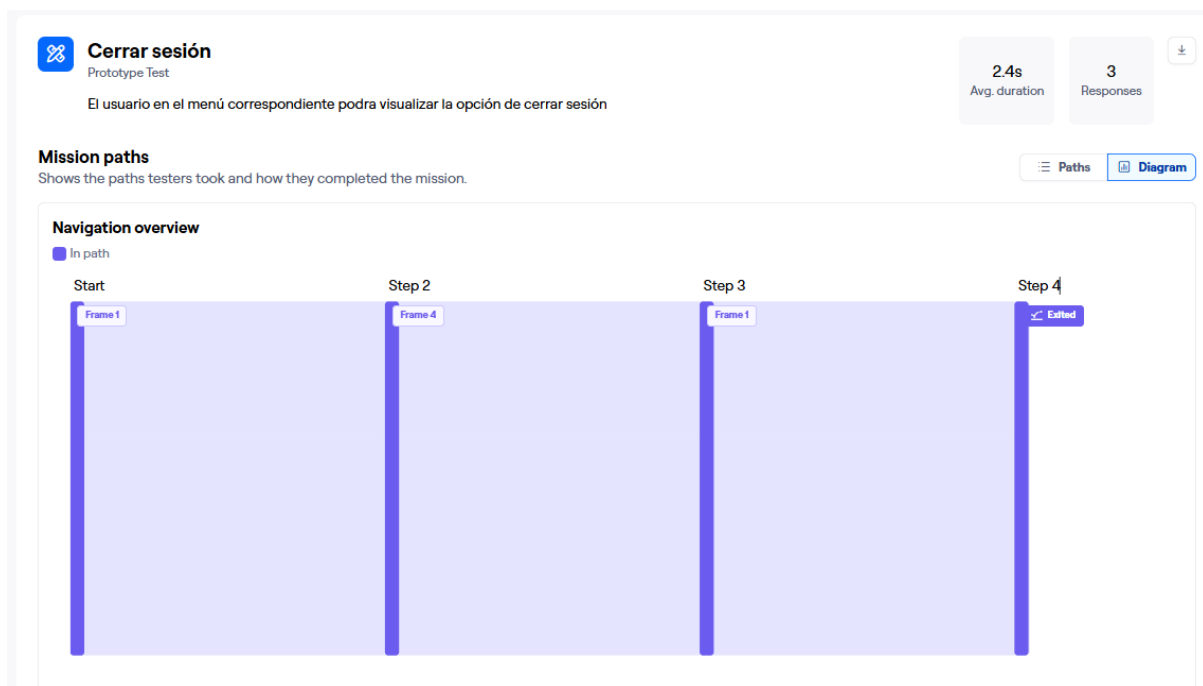 Cerrar sesión
Prototype Test
El usuario en el menú correspondiente podra visualizar la opción de cerrar sesión
2.4s
Avg. duration
3
Responses
Mission paths
Shows the paths testers took and how they completed the mission.
Paths
Diagram
Navigation overview
In path
Start
Step 2
Step 3
Step 4
Frame 1
Frame 4
Frame 1
Exited